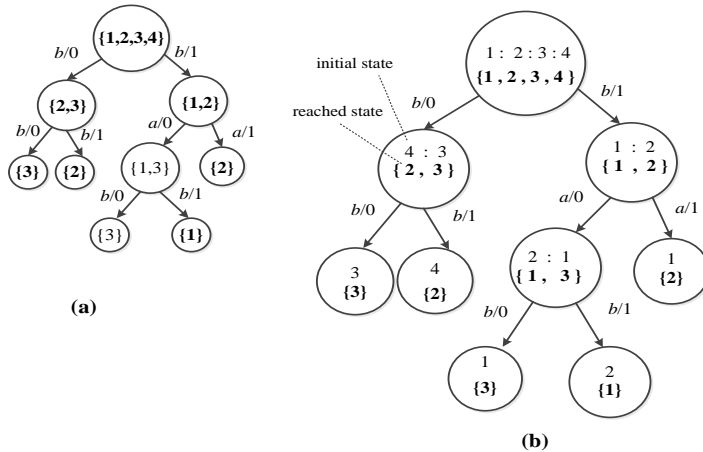 {1,2,3,4}
b/0
b/1
{2,3}
{1,2}
b/0
b/1
a/0
a/1
{3}
{2}
{1,3}
{2}
b/0
b/1
{3}
{1}
(a)
initial state
reached state
1 : 2 : 3 : 4
{1 , 2 , 3 , 4}
b/0
b/1
4 : 3
{2 , 3}
1 : 2
{1 , 2}
b/0
b/1
a/0
a/1
3
{3}
4
{2}
2 : 1
{1 , 3}
1
{2}
b/0
b/1
1
{3}
2
{1}
(b)